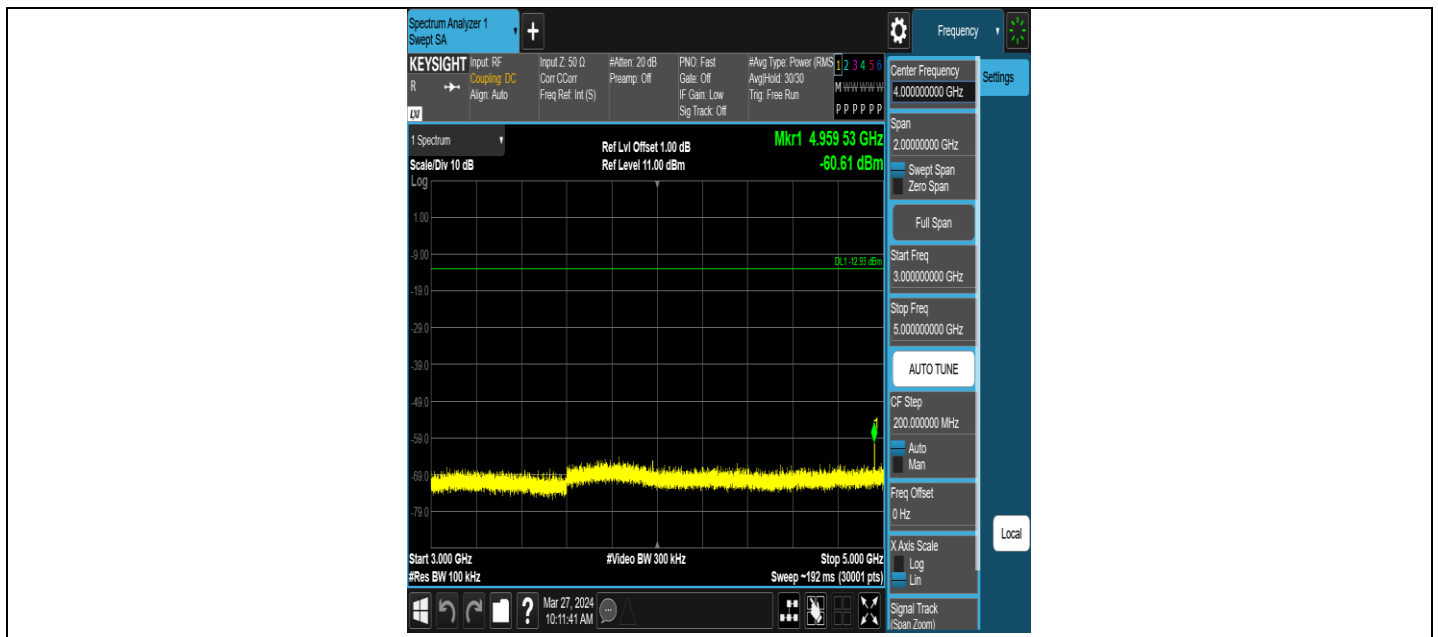 Spectrum Analyzer 1
Swept SA
+
Frequency
KEYSIGHT
R
LXI
Input: RF
Coupling: DC
Align: Auto
Input Z: 50 Ω
Corr CCorr
Freq Ref: Int (S)
#Atten: 20 dB
Preamp: Off
PNO: Fast
Gate: Off
IF Gain: Low
Sig Track: Off
#Avg Type: Power (RMS
Avg|Hold: 30/30
Trig: Free Run
1 2 3 4 5 6
M W W W W W
P P P P P P
1 Spectrum
Scale/Div 10 dB
Log
Ref Lvl Offset 1.00 dB
Ref Level 11.00 dBm
Mkr1 4.959 53 GHz
-60.61 dBm
1.00
-9.00
DL1 -12.93 dBm
-19.0
-29.0
-39.0
-49.0
-59.0
-69.0
-79.0
1
Start 3.000 GHz
#Res BW 100 kHz
#Video BW 300 kHz
Stop 5.000 GHz
Sweep ~192 ms (30001 pts)
Center Frequency
4.000000000 GHz
Span
2.00000000 GHz
Swept Span
Zero Span
Full Span
Start Freq
3.000000000 GHz
Stop Freq
5.000000000 GHz
AUTO TUNE
CF Step
200.000000 MHz
Auto
Man
Freq Offset
0 Hz
X Axis Scale
Log
Lin
Signal Track
(Span Zoom)
Settings
Local
?
Mar 27, 2024
10:11:41 AM